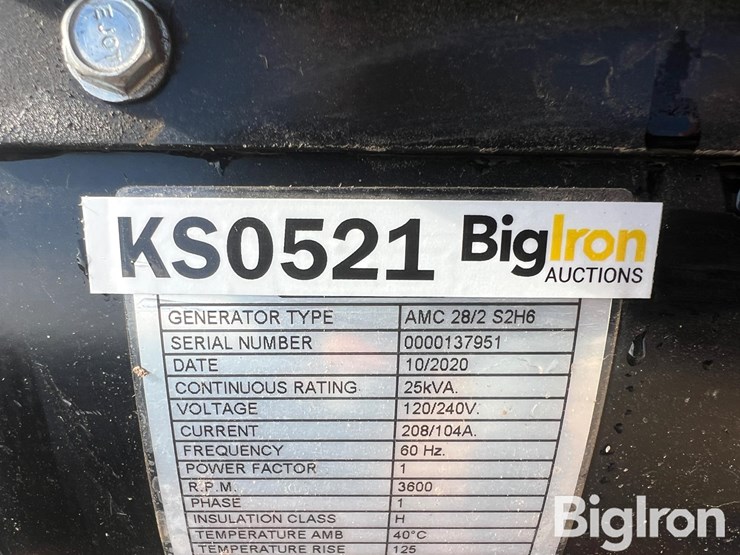 EJOT
KS0521 BigIron
AUCTIONS
GENERATOR TYPE AMC 28/2 S2H6
SERIAL NUMBER 0000137951
DATE 10/2020
CONTINUOUS RATING 25kVA.
VOLTAGE 120/240V.
CURRENT 208/104A.
FREQUENCY 60 Hz.
POWER FACTOR 1
R.P.M. 3600
PHASE 1
INSULATION CLASS H
TEMPERATURE AMB 40°C
TEMPERATURE RISE 125
BigIron